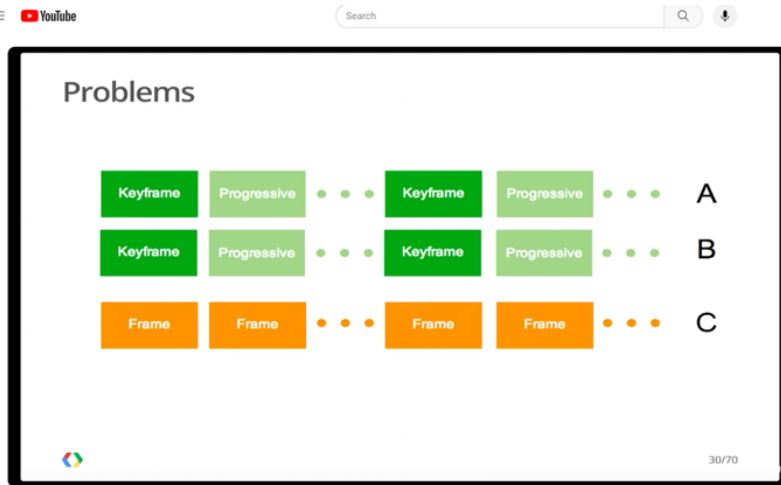 YouTube
Search
Problems
Keyframe Progressive Keyframe Progressive A
Keyframe Progressive Keyframe Progressive B
Frame Frame Frame Frame C
30/70